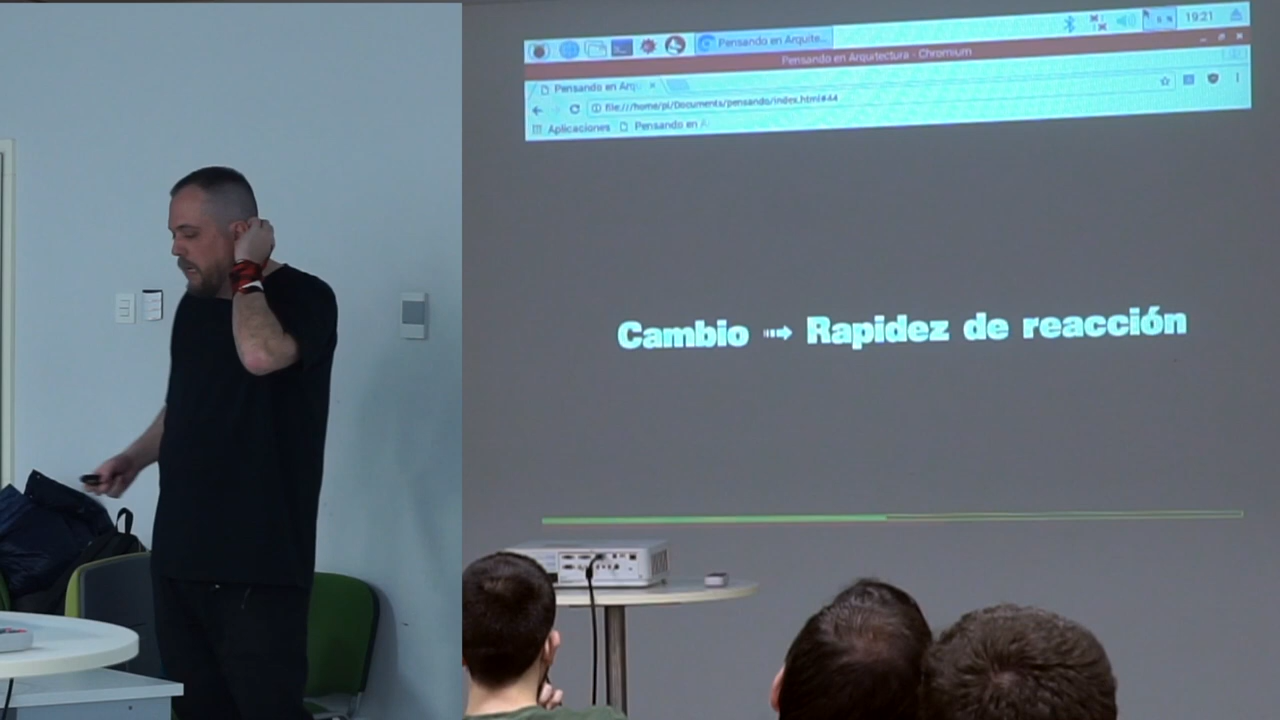 Pensando en Arquite...
19:21
Pensando en Arquitectura - Chromium
Pensando en Arq
file:///home/pi/Documents/pensando/index.html#44
Aplicaciones
Pensando en A
Cambio ➟ Rapidez de reacción